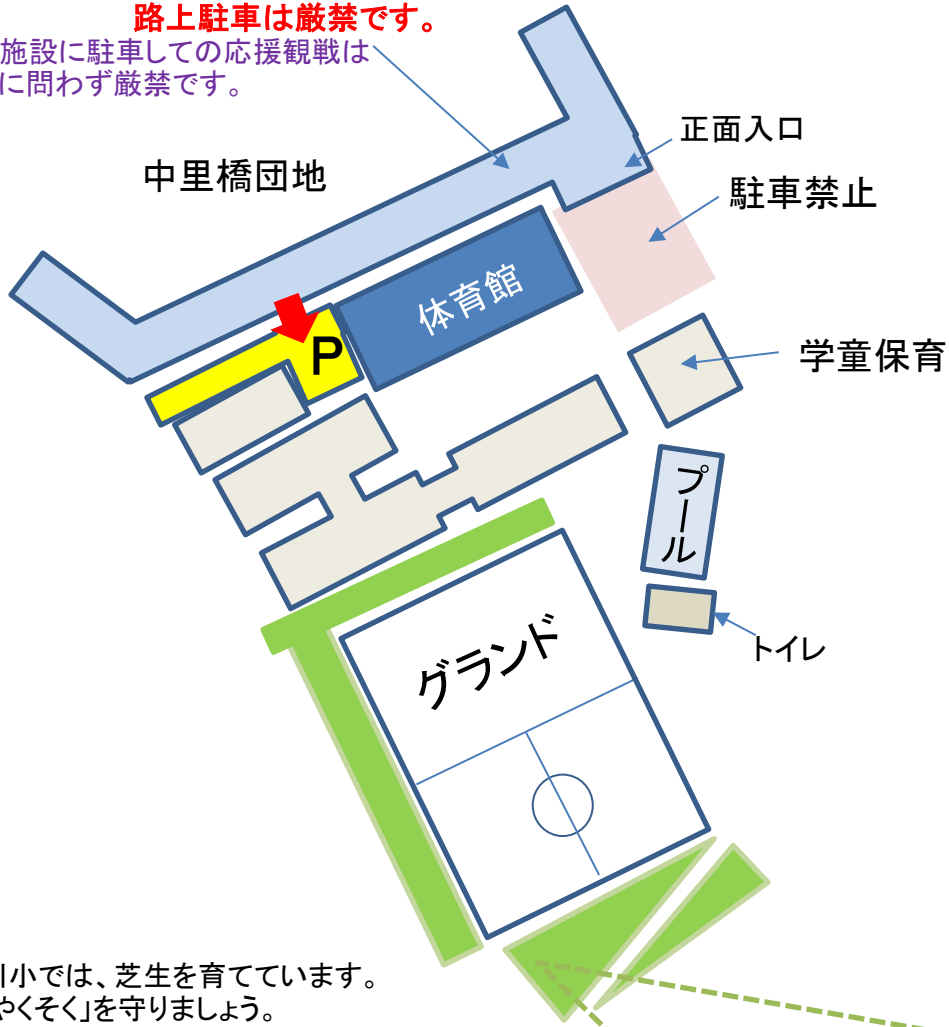 路上駐車は厳禁です。
施設に駐車しての応援観戦は
に問わず厳禁です。
正面入口
中里橋団地
駐車禁止
体育館
P
学童保育
プール
トイレ
グランド
小では、芝生を育てています。
やくそく」を守りましょう。